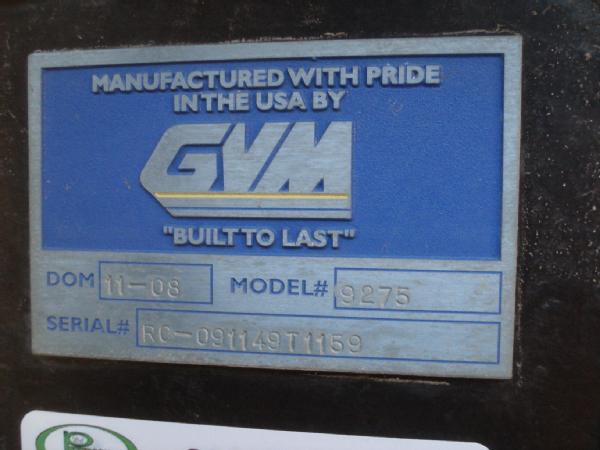 MANUFACTURED WITH PRIDE
IN THE USA BY
GVM
"BUILT TO LAST"
DOM 11-08 MODEL# 9275
SERIAL# RC-091149T1159